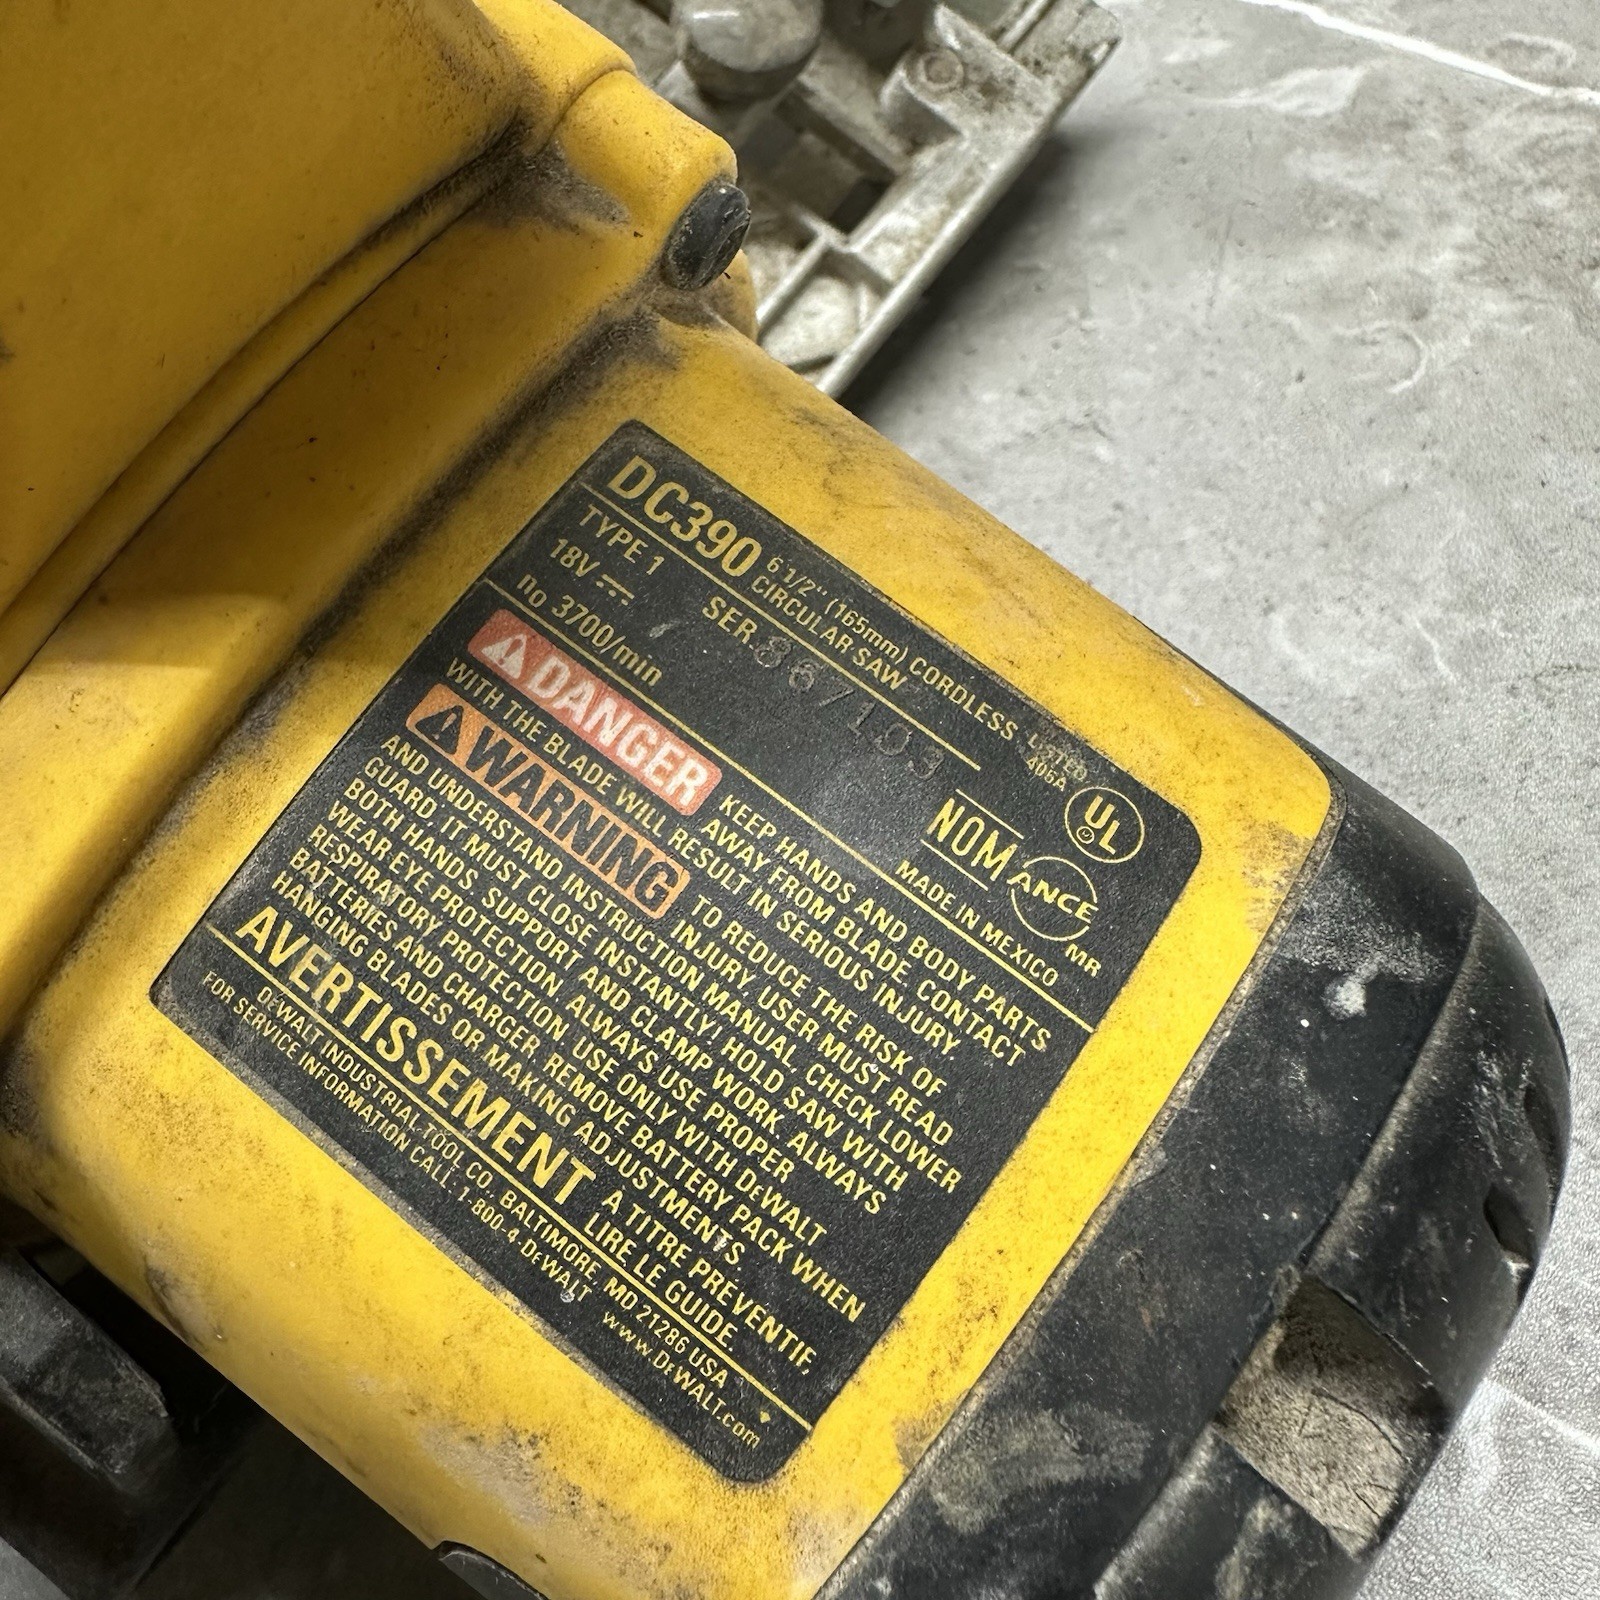 DC390 6 1/2" (165mm) CORDLESS
CIRCULAR SAW
TYPE 1 SER. 867103
18V
no 3700/min
LISTED
406A
UL
NOM ANCE MR
MADE IN MEXICO
DANGER KEEP HANDS AND BODY PARTS
AWAY FROM BLADE. CONTACT
WITH THE BLADE WILL RESULT IN SERIOUS INJURY.
WARNING TO REDUCE THE RISK OF
INJURY USER MUST READ
AND UNDERSTAND INSTRUCTION MANUAL. CHECK LOWER
GUARD. IT MUST CLOSE INSTANTLY! HOLD SAW WITH
BOTH HANDS. SUPPORT AND CLAMP WORK. ALWAYS
WEAR EYE PROTECTION. ALWAYS USE PROPER
RESPIRATORY PROTECTION. USE ONLY WITH DEWALT
BATTERIES AND CHARGER. REMOVE BATTERY PACK WHEN
HANGING BLADES OR MAKING ADJUSTMENTS
AVERTISSEMENT A TITRE PRÉVENTIF,
LIRE LE GUIDE.
DEWALT INDUSTRIAL TOOL CO. BALTIMORE, MD 21286 USA
FOR SERVICE INFORMATION CALL: 1-800-4-DEWALT www.DEWALT.com